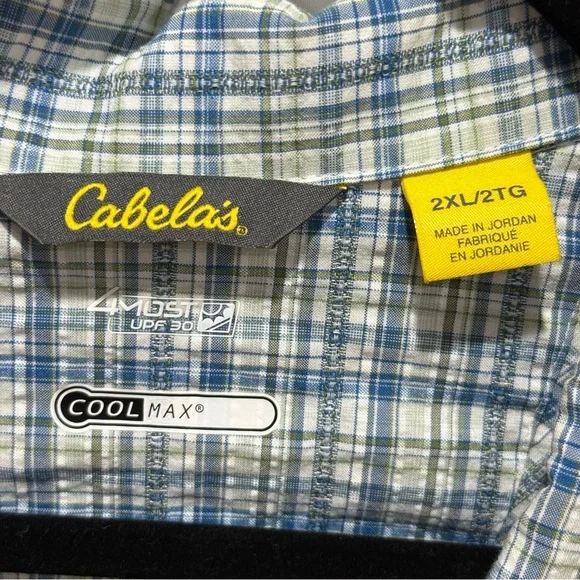 Cabela's
2XL/2TG
MADE IN JORDAN
FABRIQUÉ
EN JORDANIE
4MOST
UPF 30
COOLMAX®